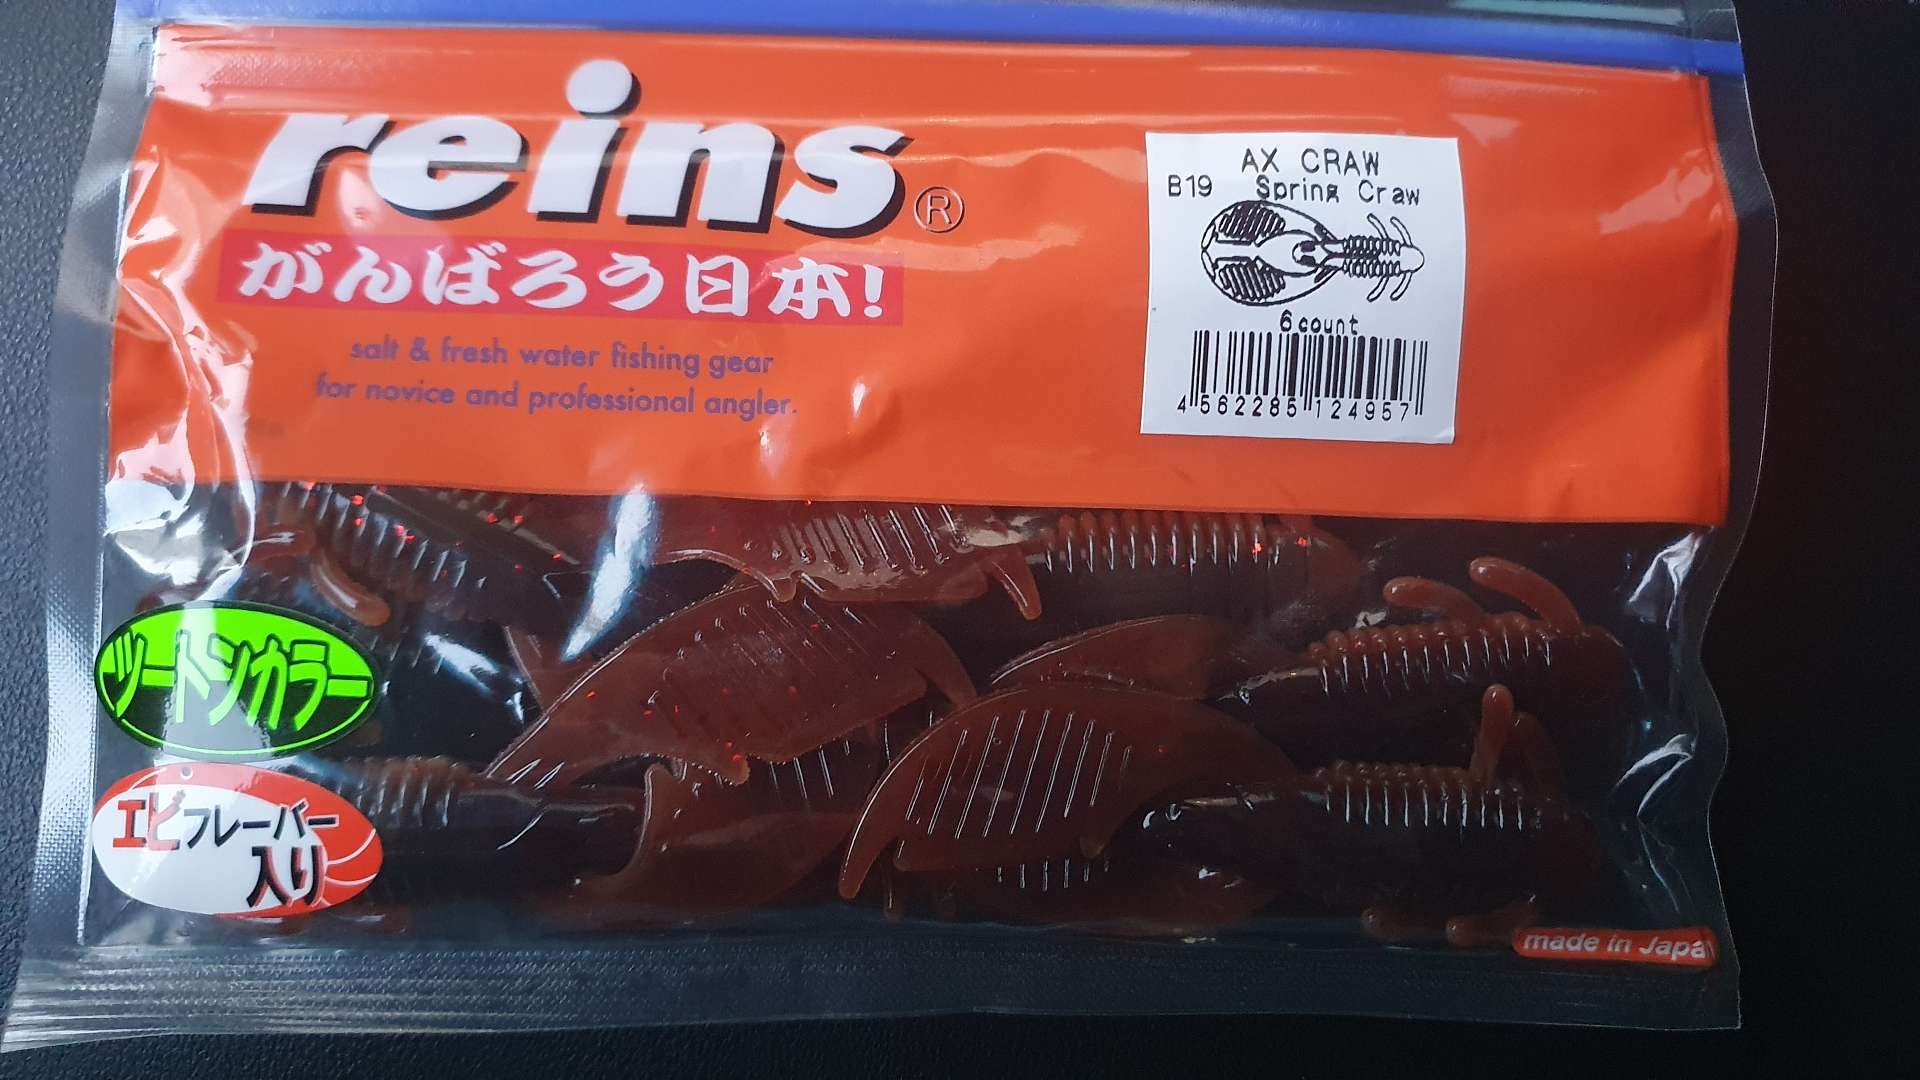 reins®
がんばろう日本!
salt & fresh water fishing gear
for novice and professional angler.
AX CRAW
B19 Spring Craw
6count
4 562285 124957
ツートンカラー
エビフレーバー
入り
made in Japan